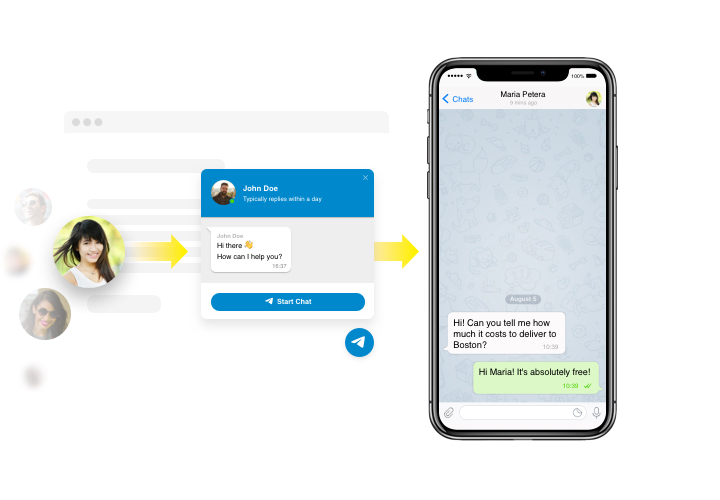 John Doe
Typically replies within a day
John Doe
Hi there 👋
How can I help you?
16:37
Start Chat
100%
Chats
Maria Petera
9 mins ago
August 5
Hi! Can you tell me how
much it costs to deliver to
Boston?
10:39
Hi Maria! It's absolutely free!
10:39